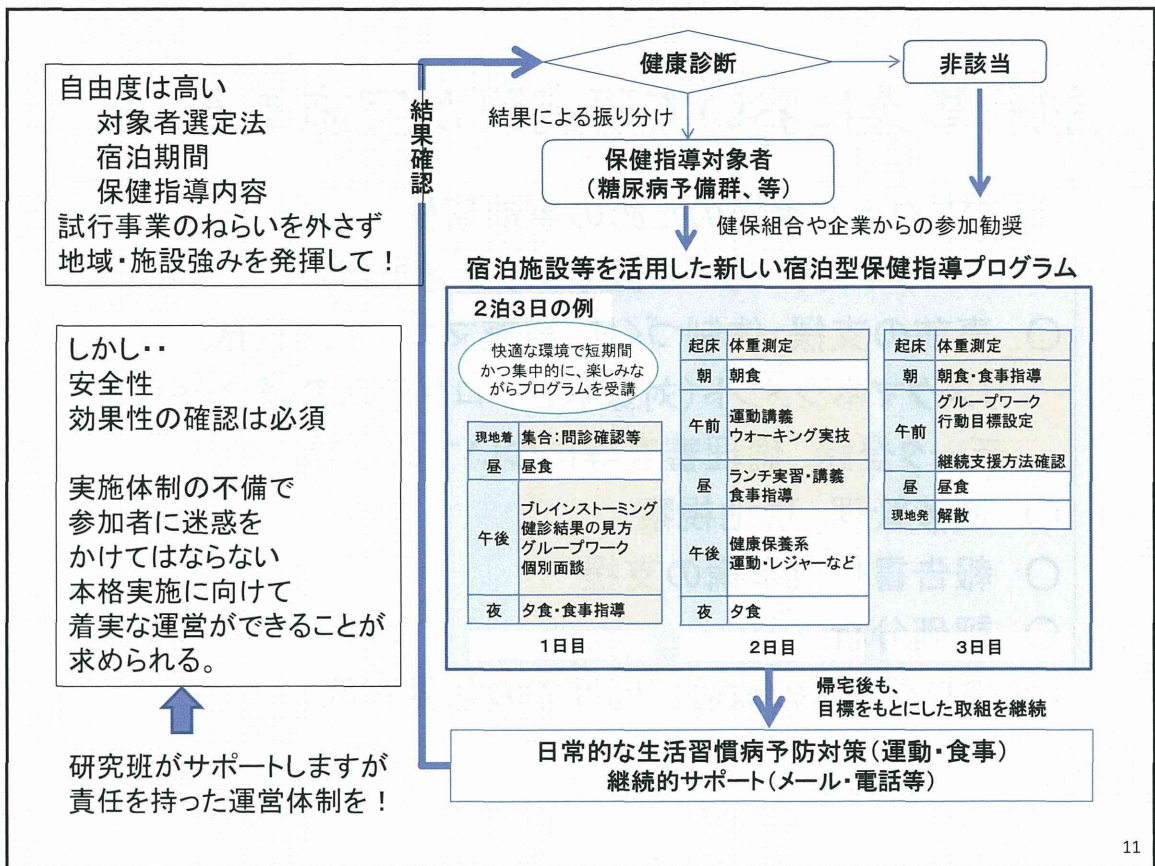 自由度は高い
対象者選定法
宿泊期間
保健指導内容
試行事業のねらいを外さず
地域・施設強みを発揮して！
しかし‥
安全性
効果性の確認は必須
実施体制の不備で
参加者に迷惑を
かけてはならない
本格実施に向けて
着実な運営ができることが
求められる。
研究班がサポートしますが
責任を持った運営体制を！
結果確認
健康診断
非該当
結果による振り分け
保健指導対象者
(糖尿病予備群、等)
健保組合や企業からの参加勧奨
宿泊施設等を活用した新しい宿泊型保健指導プログラム
2泊3日の例
快適な環境で短期間
かつ集中的に、楽しみな
がらプログラムを受講
現地着 集合：問診確認等
昼 昼食
午後 ブレインストーミング
健診結果の見方
グループワーク
個別面談
夜 夕食・食事指導
1日目
起床 体重測定
朝 朝食
午前 運動講義
ウォーキング実技
昼 ランチ実習・講義
食事指導
午後 健康保養系
運動・レジャーなど
夜 夕食
2日目
起床 体重測定
朝 朝食・食事指導
午前 グループワーク
行動目標設定
継続支援方法確認
昼 昼食
現地発 解散
3日目
帰宅後も、
目標をもとにした取組を継続
日常的な生活習慣病予防対策(運動・食事)
継続的サポート(メール・電話等)
11